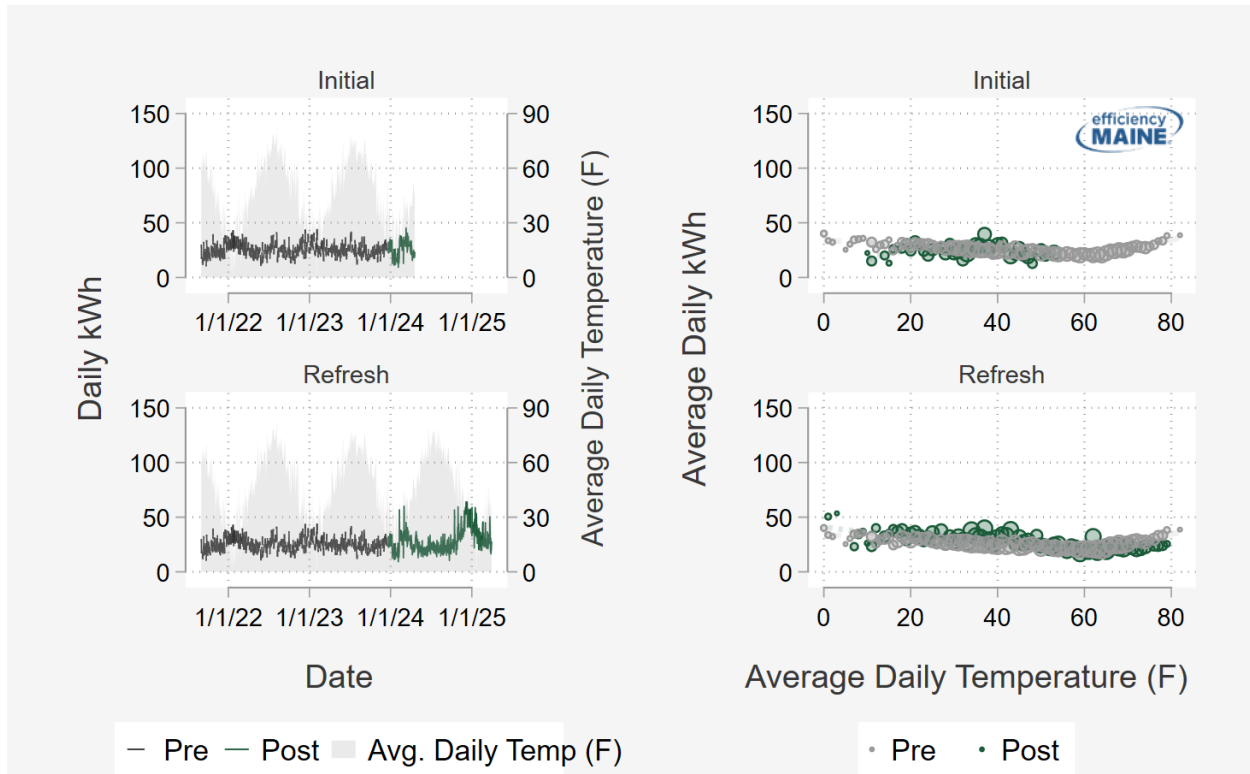 Initial
150
100
50
0
90
60
30
0
1/1/22 1/1/23 1/1/24 1/1/25
Refresh
150
100
50
0
90
60
30
0
1/1/22 1/1/23 1/1/24 1/1/25
Daily kWh
Average Daily Temperature (F)
Date
Pre Post Avg. Daily Temp (F)
Initial
efficiency
MAINE
150
100
50
0
0 20 40 60 80
Refresh
150
100
50
0
0 20 40 60 80
Average Daily kWh
Average Daily Temperature (F)
Pre Post